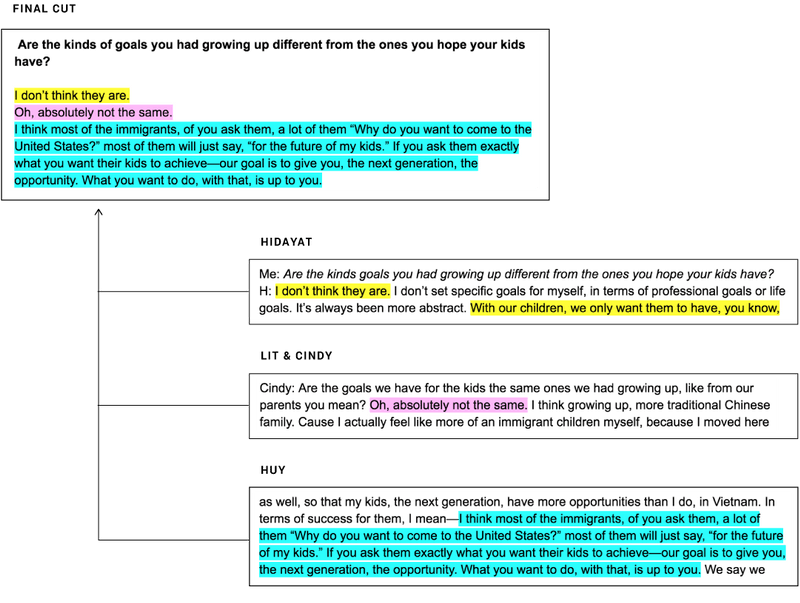 FINAL CUT
Are the kinds of goals you had growing up different from the ones you hope your kids
have?
I don't think they are.
Oh, absolutely not the same.
I think most of the immigrants, of you ask them, a lot of them “Why do you want to come to the
United States?” most of them will just say, “for the future of my kids.” If you ask them exactly
what you want their kids to achieve—our goal is to give you, the next generation, the
opportunity. What you want to do, with that, is up to you.
HIDAYAT
Me: Are the kinds goals you had growing up different from the ones you hope your kids have?
H: I don't think they are. I don't set specific goals for myself, in terms of professional goals or life
goals. It's always been more abstract. With our children, we only want them to have, you know,
LIT & CINDY
Cindy: Are the goals we have for the kids the same ones we had growing up, like from our
parents you mean? Oh, absolutely not the same. I think growing up, more traditional Chinese
family. Cause I actually feel like more of an immigrant children myself, because I moved here
HUY
as well, so that my kids, the next generation, have more opportunities than I do, in Vietnam. In
terms of success for them, I mean—I think most of the immigrants, of you ask them, a lot of
them “Why do you want to come to the United States?” most of them will just say, “for the future
of my kids.” If you ask them exactly what you want their kids to achieve—our goal is to give you,
the next generation, the opportunity. What you want to do, with that, is up to you. We say we